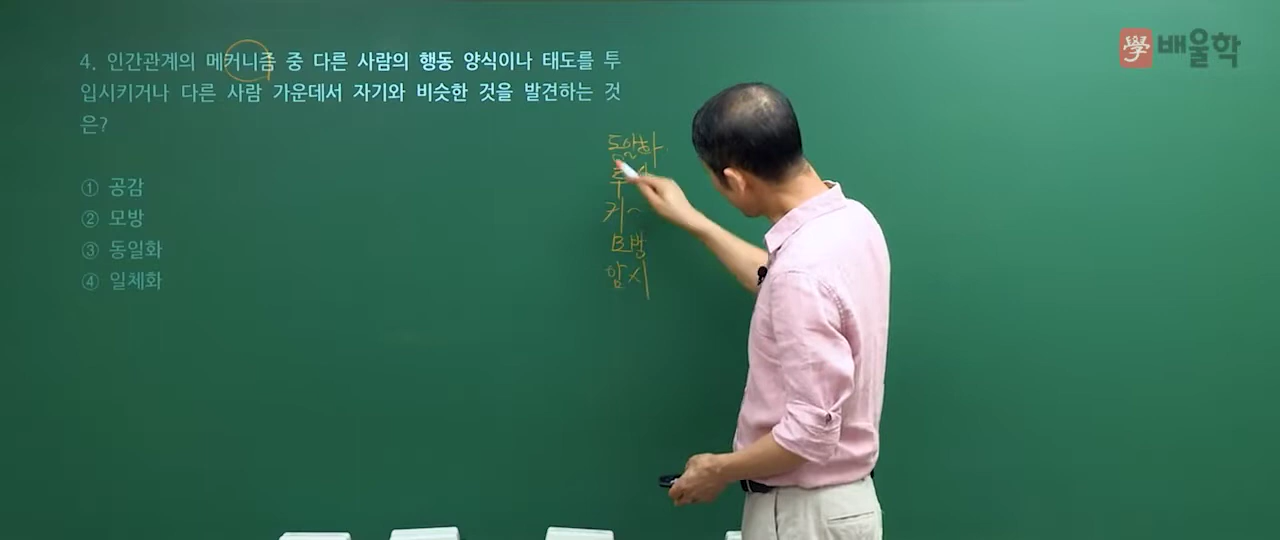 4. 인간관계의 메커니즘 중 다른 사람의 행동 양식이나 태도를 투
입시키거나 다른 사람 가운데서 자기와 비슷한 것을 발견하는 것
은?
① 공감
② 모방
③ 동일화
④ 일체화
동일화
투
커~
모방
암시
學 배울학